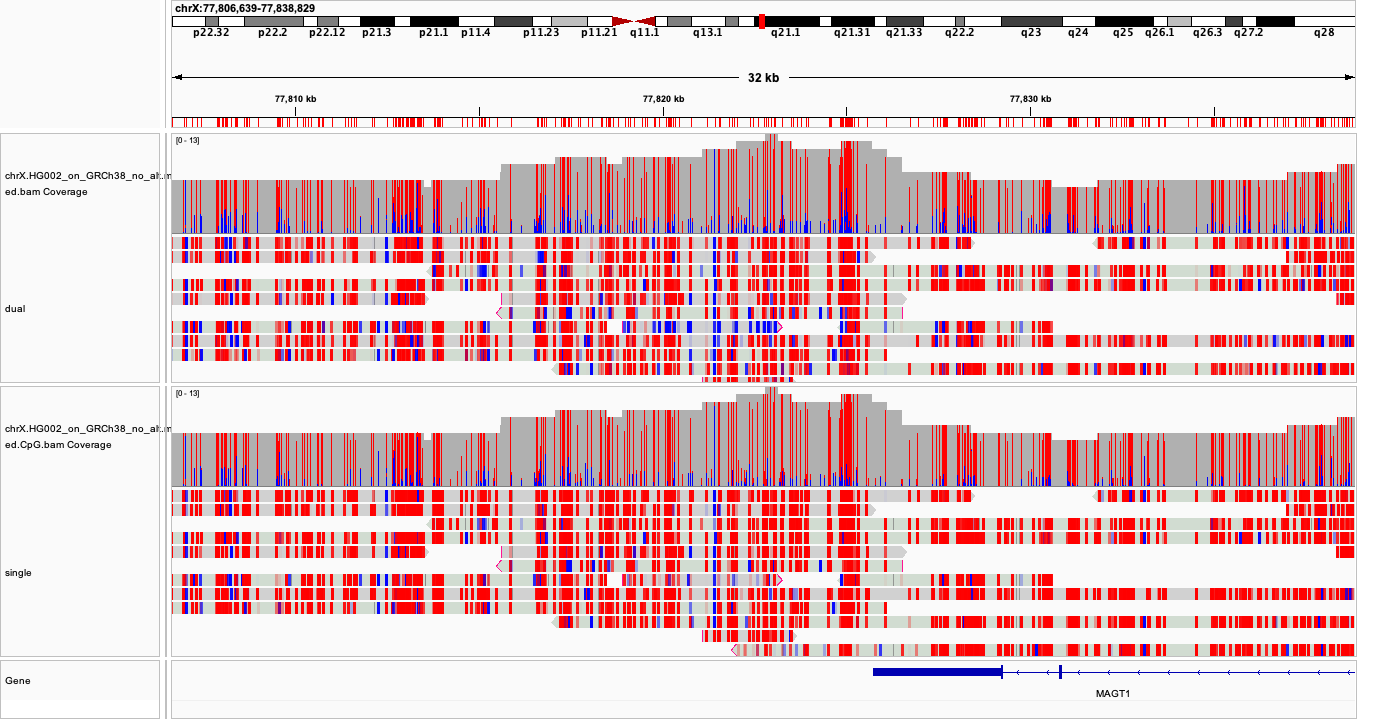 chrX:77,806,639-77,838,829
p22.32 p22.2 p22.12 p21.3 p21.1 p11.4 p11.23 p11.21 q11.1 q13.1 q21.1 q21.31 q21.33 q22.2 q23 q24 q25 q26.1 q26.3 q27.2 q28
32 kb
77,810 kb 77,820 kb 77,830 kb
[0 - 13]
chrX.HG002_on_GRCh38_no_alt.m
ed.bam Coverage
dual
[0 - 13]
chrX.HG002_on_GRCh38_no_alt.m
ed.CpG.bam Coverage
single
Gene
MAGT1